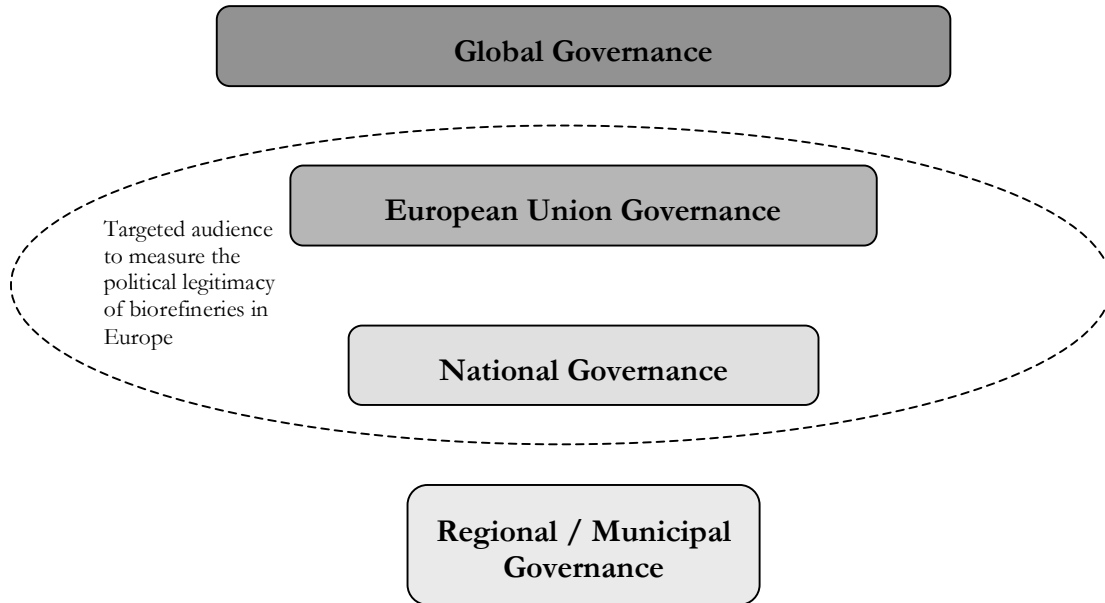 Global Governance
European Union Governance
Targeted audience
to measure the
political legitimacy
of biorefineries in
Europe
National Governance
Regional / Municipal
Governance